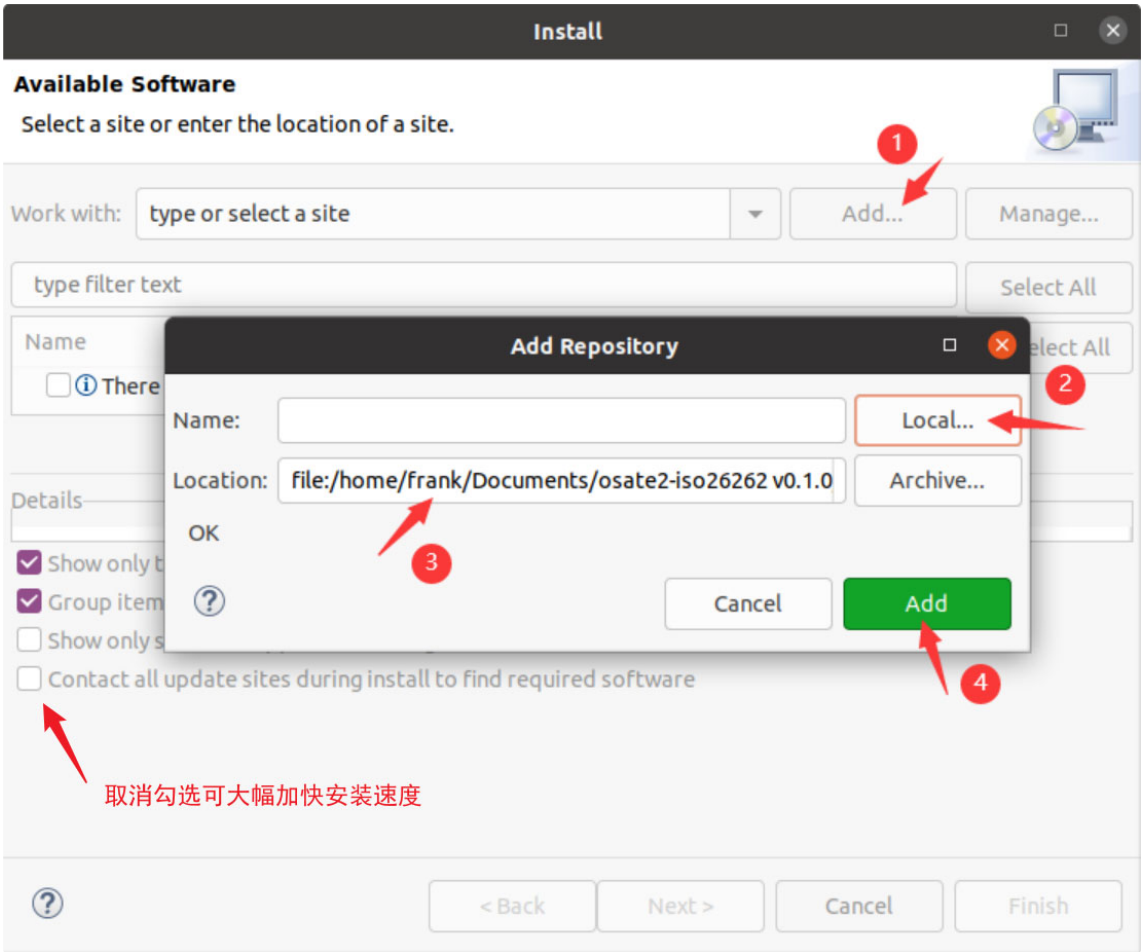 Install
Available Software
Select a site or enter the location of a site.
1
Work with: type or select a site Add... Manage...
type filter text Select All
Name
elect All
There
Add Repository
2
Name: Local...
Location: file:/home/frank/Documents/osate2-iso26262 v0.1.0 Archive...
Details
OK
3
Show only t
Group item
? Cancel Add
Show only s
Contact all update sites during install to find required software
4
取消勾选可大幅加快安装速度
? < Back Next > Cancel Finish